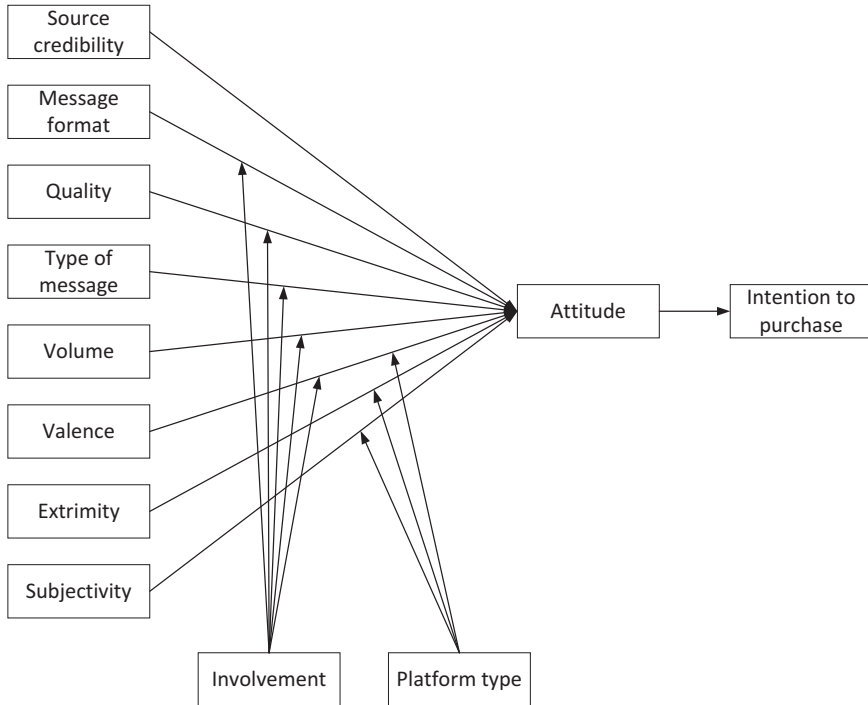 Source
credibility
Message
format
Quality
Type of
message
Volume
Valence
Extrimity
Subjectivity
Attitude
Intention to
purchase
Involvement
Platform type